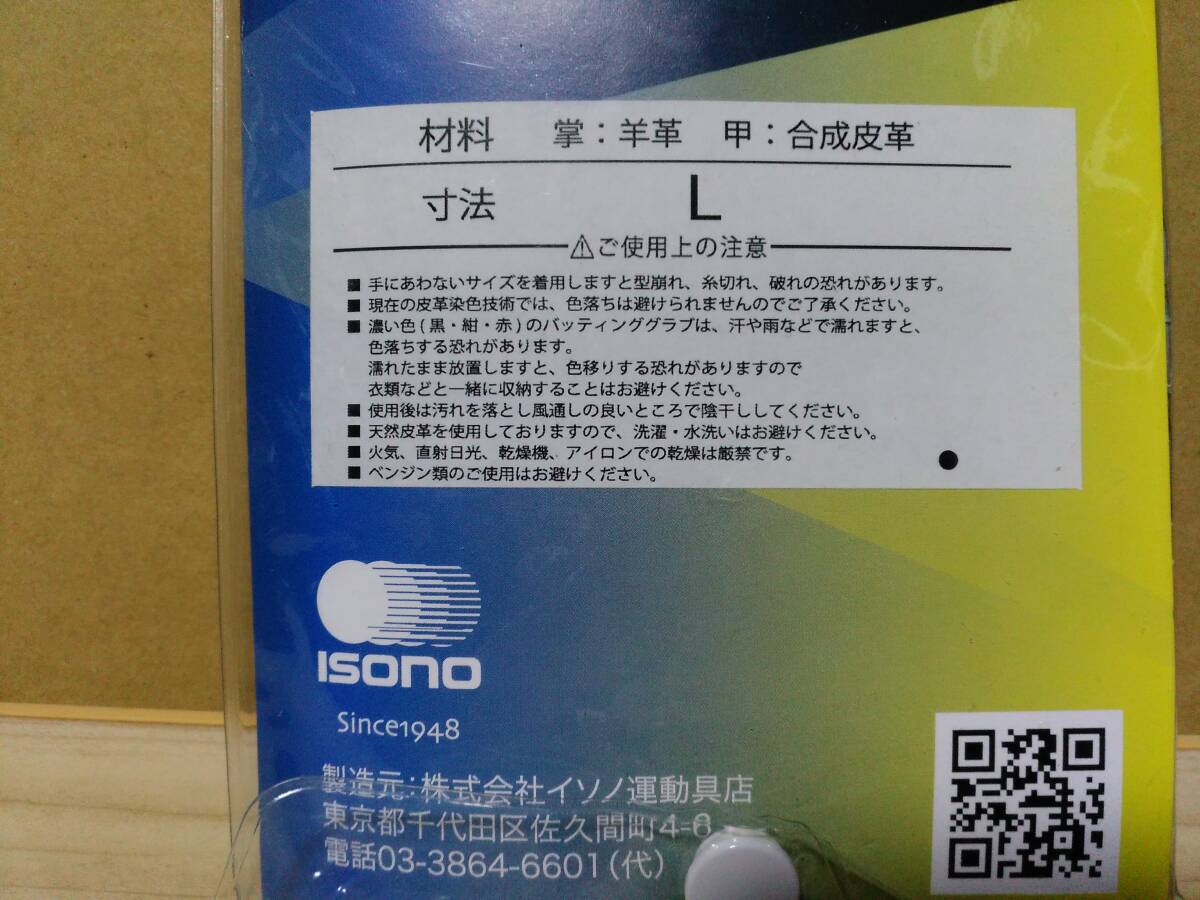 材料 掌：羊革 甲：合成皮革
寸法 L
⚠ご使用上の注意
■ 手にあわないサイズを着用しますと型崩れ、糸切れ、破れの恐れがあります。
■ 現在の皮革染色技術では、色落ちは避けられませんのでご了承ください。
■ 濃い色(黒・紺・赤)のバッティンググラブは、汗や雨などで濡れますと、
色落ちする恐れがあります。
濡れたまま放置しますと、色移りする恐れがありますので
衣類などと一緒に収納することはお避けください。
■ 使用後は汚れを落とし風通しの良いところで陰干ししてください。
■ 天然皮革を使用しておりますので、洗濯・水洗いはお避けください。
■ 火気、直射日光、乾燥機、アイロンでの乾燥は厳禁です。
■ ベンジン類のご使用はお避けください。
ISONO
Since1948
製造元：株式会社イソノ運動具店
東京都千代田区佐久間町4-8
電話03-3864-6601(代)